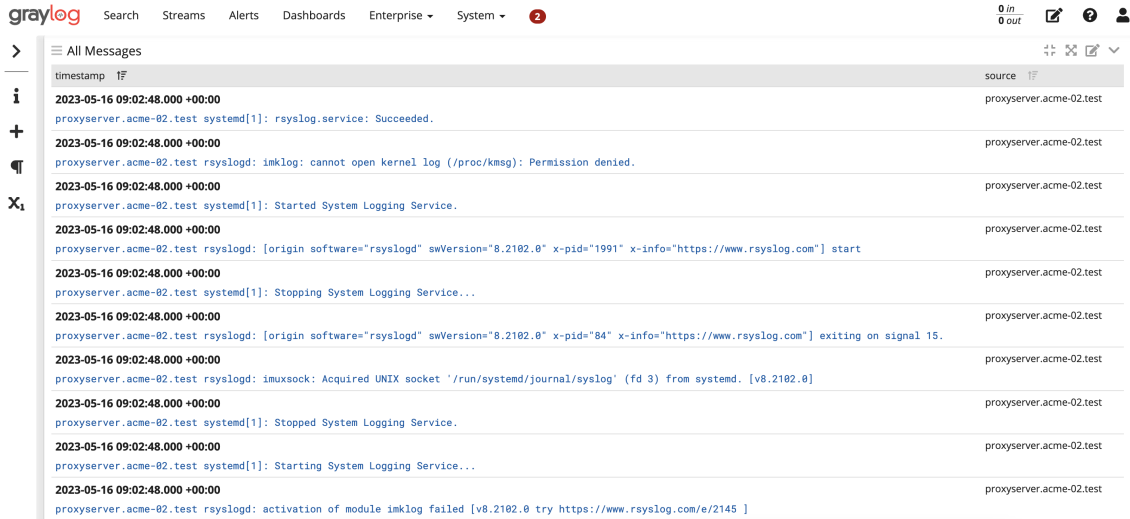 graylog Search Streams Alerts Dashboards Enterprise System 2 0 in
0 out
All Messages
timestamp source
2023-05-16 09:02:48.000 +00:00 proxyserver.acme-02.test
proxyserver.acme-02.test systemd[1]: rsyslog.service: Succeeded.
2023-05-16 09:02:48.000 +00:00 proxyserver.acme-02.test
proxyserver.acme-02.test rsyslogd: imklog: cannot open kernel log (/proc/kmsg): Permission denied.
2023-05-16 09:02:48.000 +00:00 proxyserver.acme-02.test
proxyserver.acme-02.test systemd[1]: Started System Logging Service.
2023-05-16 09:02:48.000 +00:00 proxyserver.acme-02.test
proxyserver.acme-02.test rsyslogd: [origin software="rsyslogd" swVersion="8.2102.0" x-pid="1991" x-info="https://www.rsyslog.com"] start
2023-05-16 09:02:48.000 +00:00 proxyserver.acme-02.test
proxyserver.acme-02.test systemd[1]: Stopping System Logging Service...
2023-05-16 09:02:48.000 +00:00 proxyserver.acme-02.test
proxyserver.acme-02.test rsyslogd: [origin software="rsyslogd" swVersion="8.2102.0" x-pid="84" x-info="https://www.rsyslog.com"] exiting on signal 15.
2023-05-16 09:02:48.000 +00:00 proxyserver.acme-02.test
proxyserver.acme-02.test rsyslogd: imuxsock: Acquired UNIX socket '/run/systemd/journal/syslog' (fd 3) from systemd. [v8.2102.0]
2023-05-16 09:02:48.000 +00:00 proxyserver.acme-02.test
proxyserver.acme-02.test systemd[1]: Stopped System Logging Service.
2023-05-16 09:02:48.000 +00:00 proxyserver.acme-02.test
proxyserver.acme-02.test systemd[1]: Starting System Logging Service...
2023-05-16 09:02:48.000 +00:00 proxyserver.acme-02.test
proxyserver.acme-02.test rsyslogd: activation of module imklog failed [v8.2102.0 try https://www.rsyslog.com/e/2145 ]